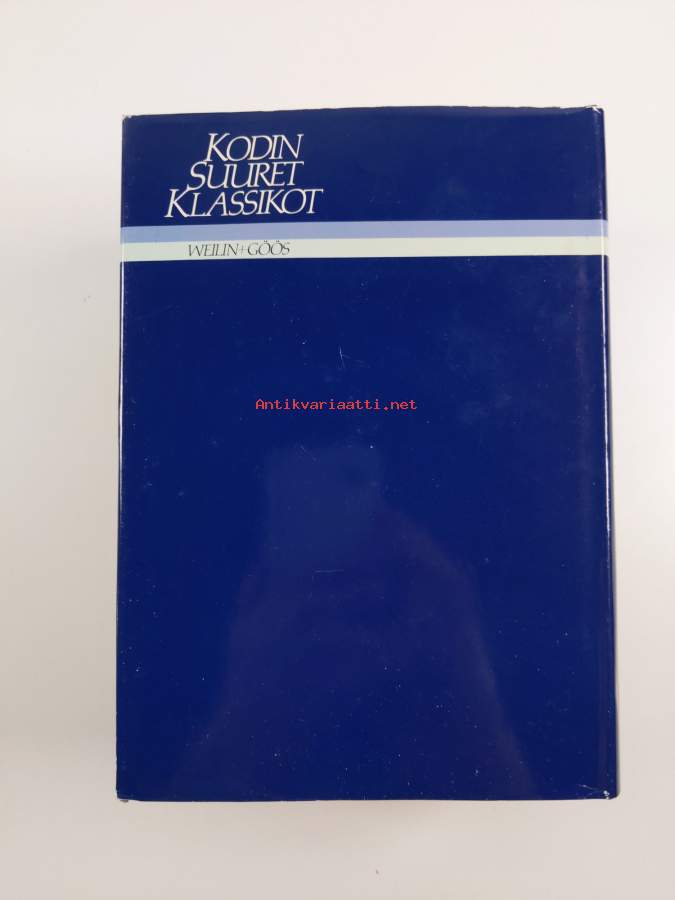 KODIN
SUURET
KLASSIKOT
WEILIN+GÖÖS
Antikvariaatti.net